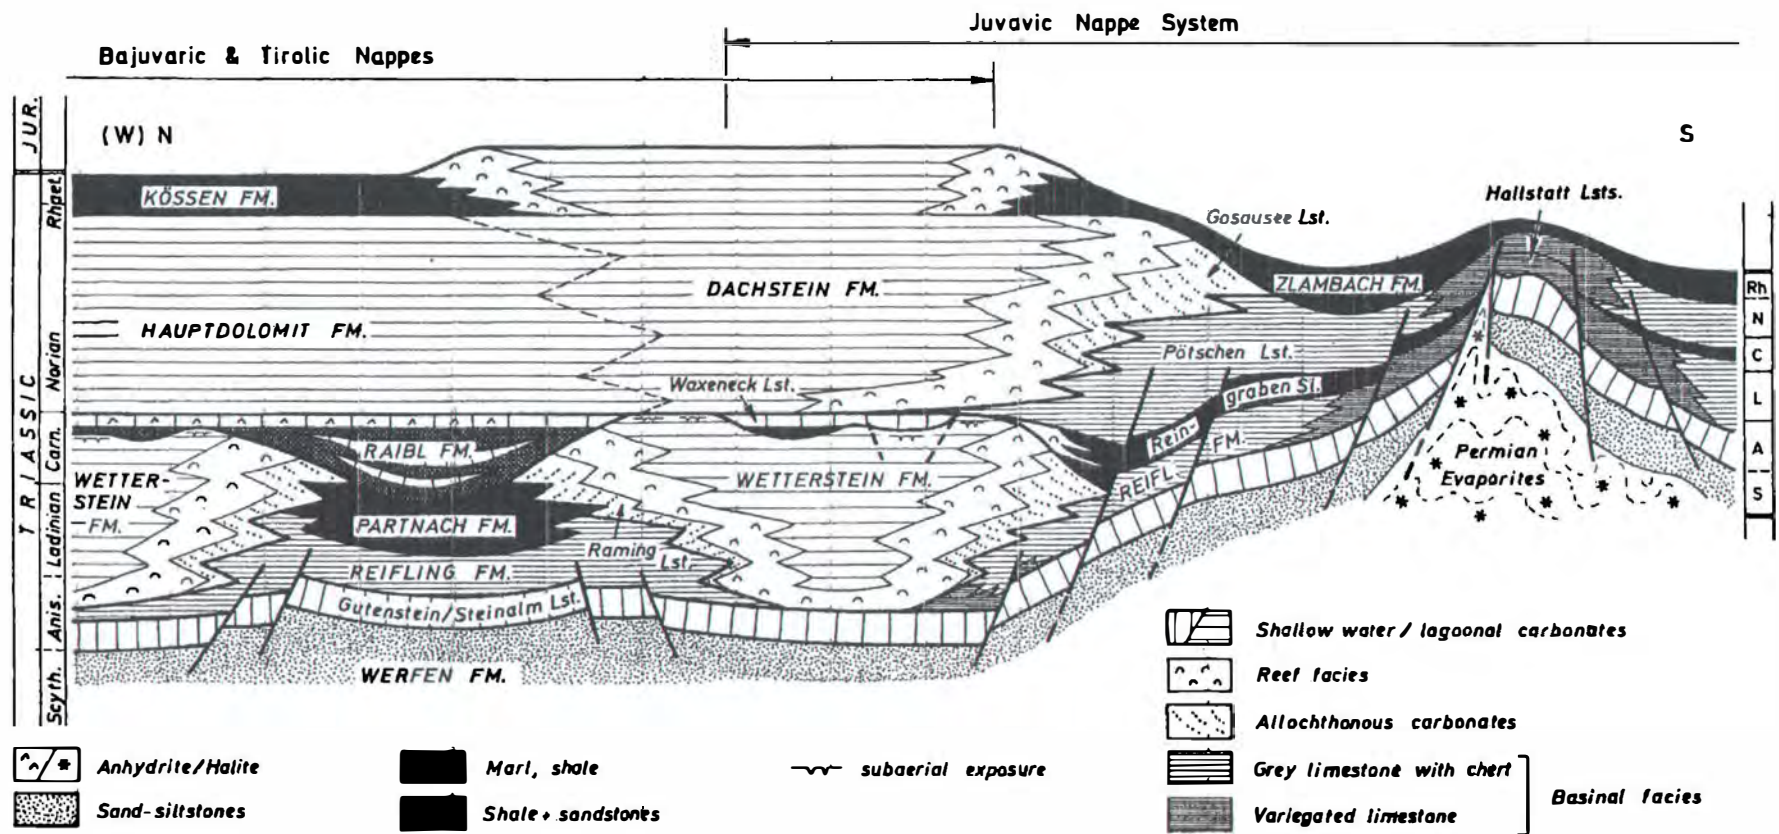 Juvavic Nappe System
Bajuvaric & Tirolic Nappes
JUR.
(W) N
S
Rhaet.
KÖSSEN FM.
Hallstatt Lsts.
Gosausee Lst.
ZLAMBACH FM.
Rh
DACHSTEIN FM.
N
HAUPTDOLOMIT FM.
TRIASSIC
Norian
Pötschen Lst.
C
Waxeneck Lst.
graben Sl.
L
Rein-
Carn.
RAIBL FM.
FM.
A
WETTER-
STEIN
FM.
WETTERSTEIN FM.
REIFL.
Permian
Evaporites
S
Ladinian
PARTNACH FM.
Raming
Lst.
REIFLING FM.
Anis.
Gutenstein/Steinalm Lst.
Scyth.
WERFEN FM.
Shallow water / lagoonal carbonates
Reef facies
Allochthonous carbonates
Anhydrite/Halite
Marl, shale
subaerial exposure
Grey limestone with chert
Basinal facies
Sand-siltstones
Shale + sandstones
Variegated limestone